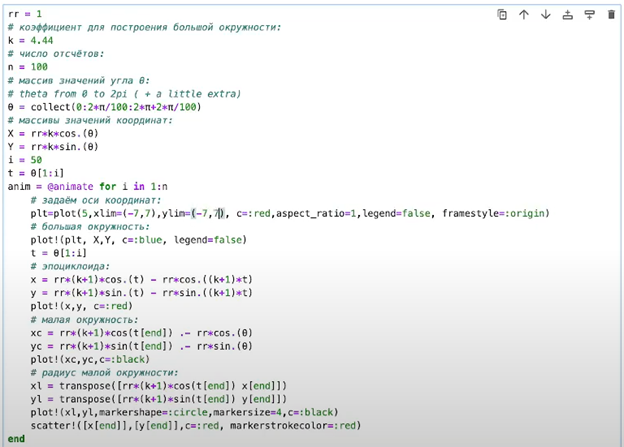 rr = 1
# коэффициент для построения большой окружности:
k = 4.44
# число отсчётов:
n = 100
# массив значений угла θ:
# theta from 0 to 2pi ( + a little extra)
θ = collect(0:2*π/100:2*π+2*π/100)
# массивы значений координат:
X = rr*k*cos.(θ)
Y = rr*k*sin.(θ)
i = 50
t = θ[1:i]
anim = @animate for i in 1:n
# задаём оси координат:
plt=plot(5,xlim=(-7,7),ylim=(-7,7), c=:red,aspect_ratio=1,legend=false, framestyle=:origin)
# большая окружность:
plot!(plt, X,Y, c=:blue, legend=false)
t = θ[1:i]
# эпоциклоида:
x = rr*(k+1)*cos.(t) - rr*cos.((k+1)*t)
y = rr*(k+1)*sin.(t) - rr*sin.((k+1)*t)
plot!(x,y, c=:red)
# малая окружность:
xc = rr*(k+1)*cos(t[end]) .- rr*cos.(θ)
yc = rr*(k+1)*sin(t[end]) .- rr*sin.(θ)
plot!(xc,yc,c=:black)
# радиус малой окружности:
xl = transpose([rr*(k+1)*cos(t[end]) x[end]])
yl = transpose([rr*(k+1)*sin(t[end]) y[end]])
plot!(xl,yl,markershape=:circle,markersize=4,c=:black)
scatter!([x[end]],[y[end]],c=:red, markerstrokecolor=:red)
end